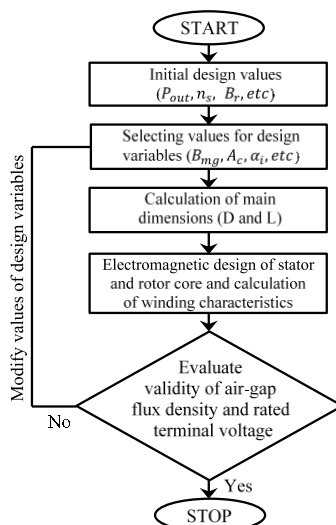 START
Initial design values
(P_out, n_s, B_r, etc)
Selecting values for design
variables (B_mg, A_c, α_i, etc)
Calculation of main
dimensions (D and L)
Electromagnetic design of stator
and rotor core and calculation
of winding characteristics
Evaluate
validity of air-gap
flux density and rated
terminal voltage
No
Modify values of design variables
Yes
STOP